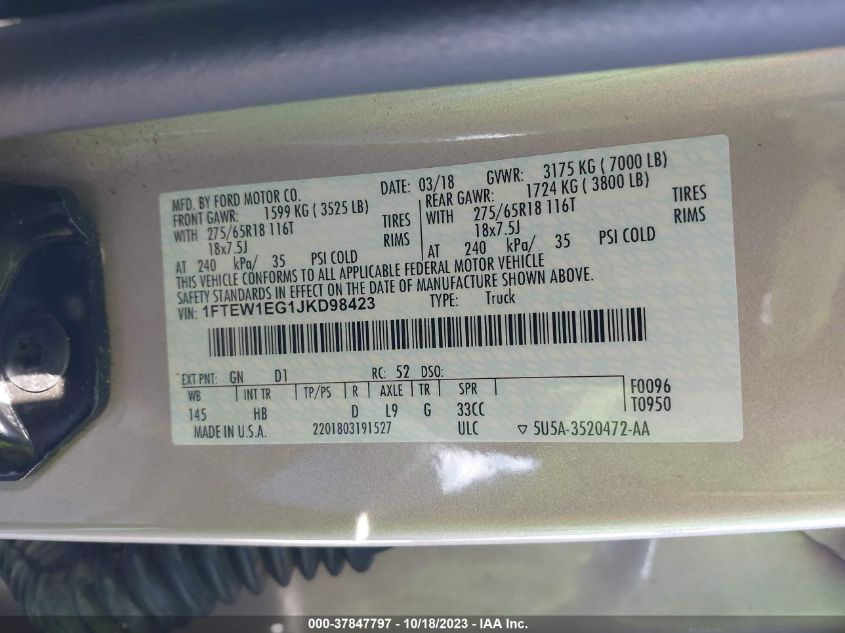 MFD. BY FORD MOTOR CO.
DATE: 03/18 GVWR: 3175 KG ( 7000 LB)
FRONT GAWR: 1599 KG ( 3525 LB) REAR GAWR: 1724 KG ( 3800 LB)
WITH 275/65R18 116T TIRES WITH 275/65R18 116T TIRES
18x7.5J RIMS 18x7.5J RIMS
AT 240 kPa/ 35 PSI COLD AT 240 kPa/ 35 PSI COLD
THIS VEHICLE CONFORMS TO ALL APPLICABLE FEDERAL MOTOR VEHICLE
SAFETY STANDARDS IN EFFECT ON THE DATE OF MANUFACTURE SHOWN ABOVE.
VIN: 1FTEW1EG1JKD98423 TYPE: Truck
EXT PNT: GN D1 RC: 52 DSO:
WB INT TR TP/PS R AXLE TR SPR F0096
145 HB D L9 G 33CC T0950
MADE IN U.S.A. 2201803191527 ULC ▽ 5U5A-3520472-AA
000-37847797 - 10/18/2023 - IAA Inc.